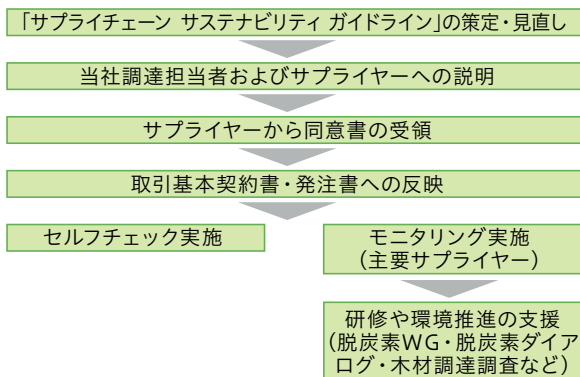 「サプライチェーン サステナビリティ ガイドライン」の策定・見直し
当社調達担当者およびサプライヤーへの説明
サプライヤーから同意書の受領
取引基本契約書・発注書への反映
セルフチェック実施
モニタリング実施
（主要サプライヤー）
研修や環境推進の支援
（脱炭素WG・脱炭素ダイア
ログ・木材調達調査など）